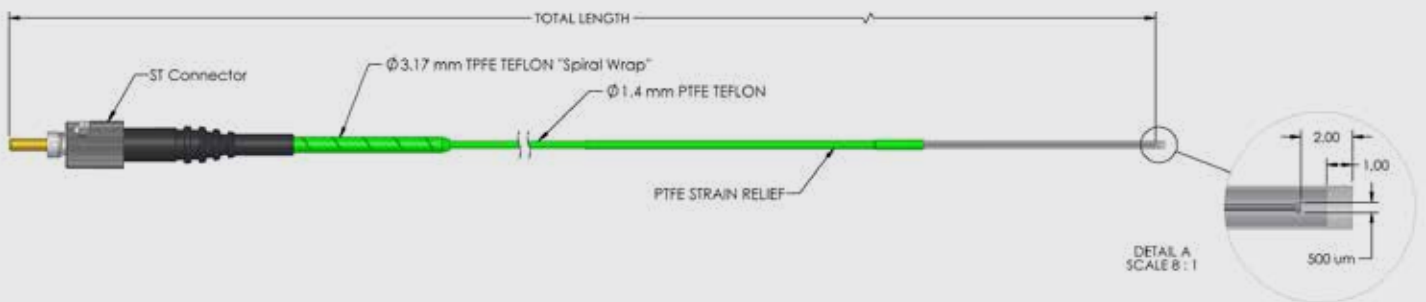 TOTAL LENGTH
ST Connector
Ø3.17 mm TPFE TEFLON "Spiral Wrap"
Ø1.4 mm PTFE TEFLON
PTFE STRAIN RELIEF
2.00
1.00
500 um
DETAIL A
SCALE 8 : 1